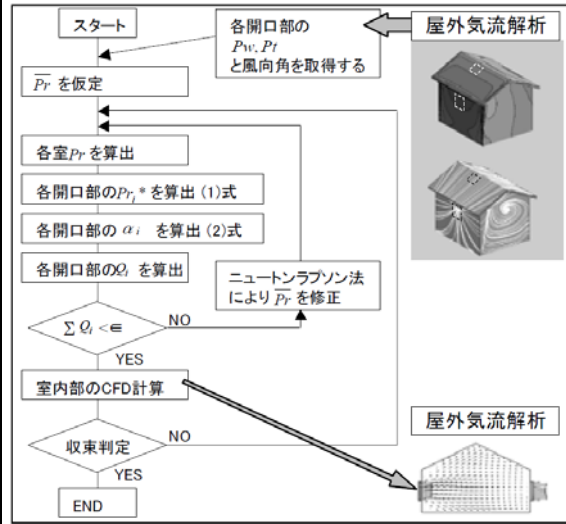 スタート
各開口部の
Pw, Pt
と風向角を取得する
屋外気流解析
P̅r̅ を仮定
各室Pr を算出
各開口部のPr_i* を算出 (1)式
各開口部の α_i を算出 (2)式
各開口部のQ_i を算出
ニュートンラプソン法
により P̅r̅ を修正
∑ Q_i < ∈
NO
YES
室内部のCFD計算
屋外気流解析
収束判定
NO
YES
END